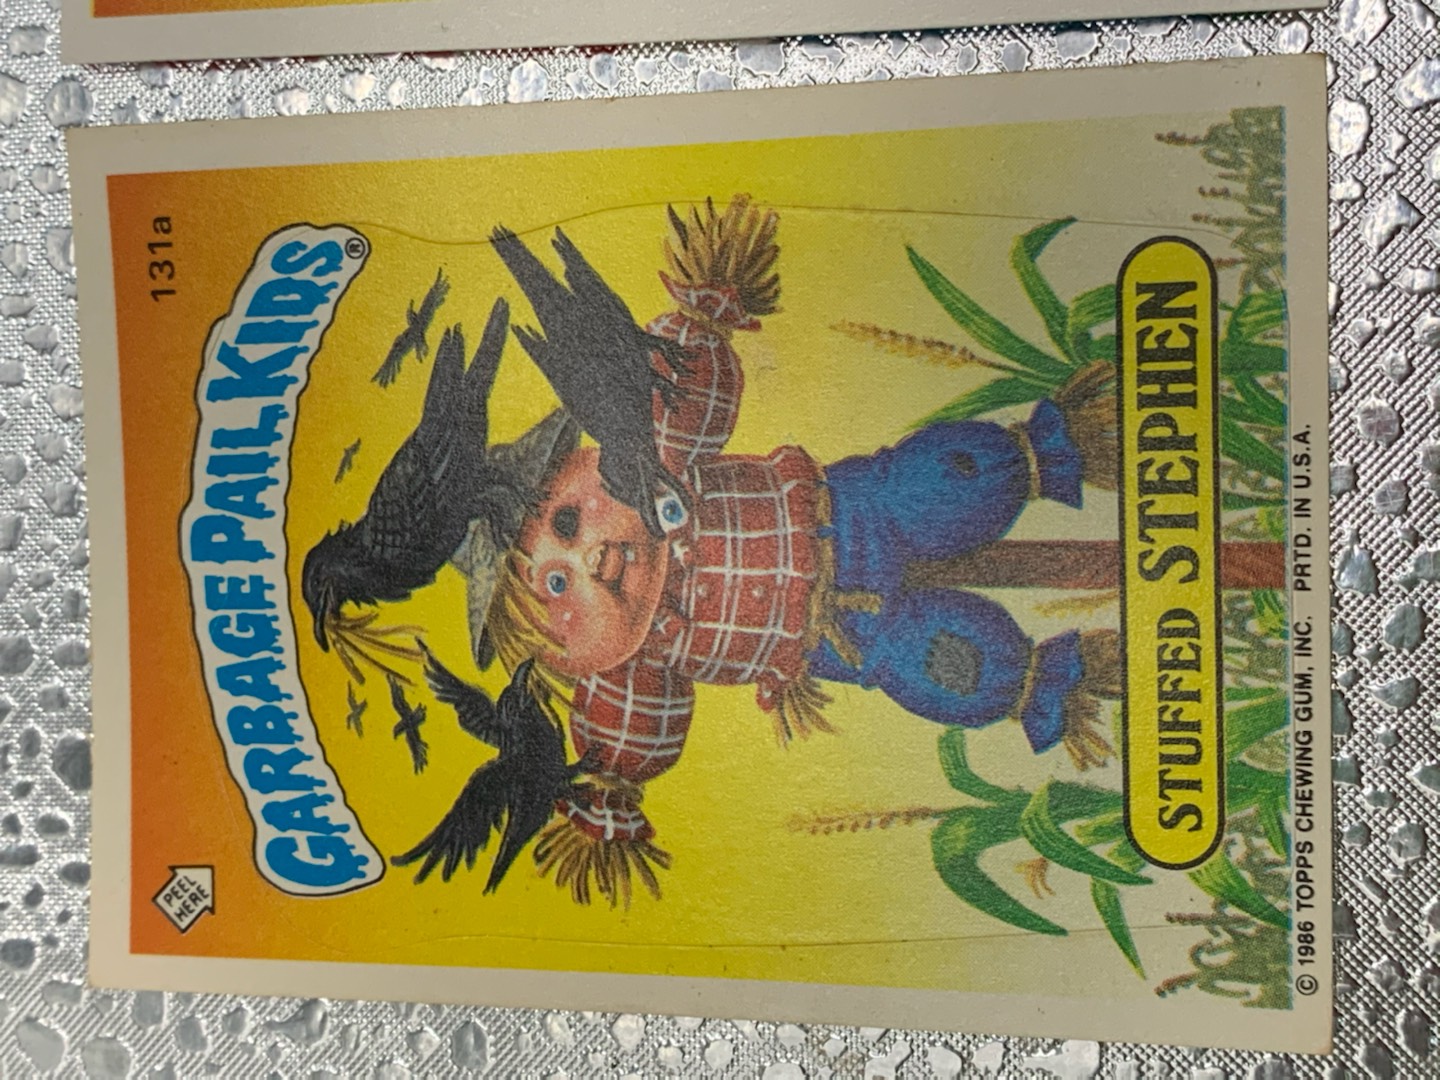 131a
PEEL
HERE
GARBAGE PAIL KIDS®
STUFFED STEPHEN
© 1986 TOPPS CHEWING GUM, INC. PRTD. IN U.S.A.